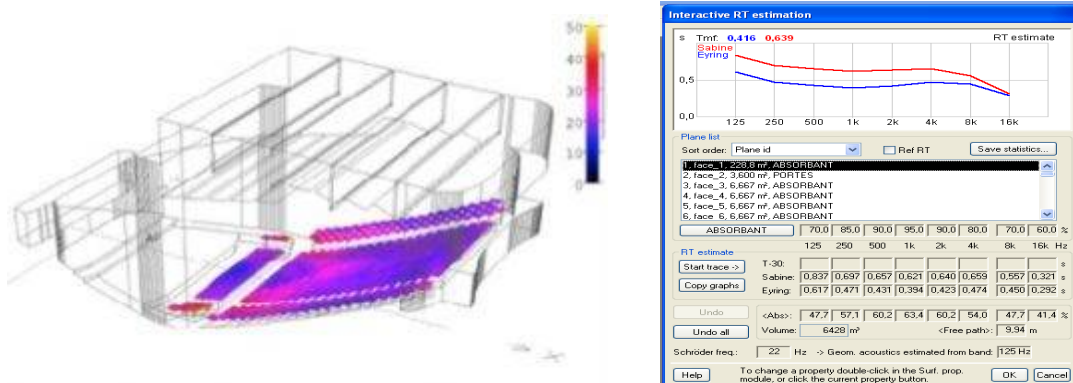 50
40
30
20
10
0
Interactive RT estimation
s Tmf: 0,416 0,639 RT estimate
Sabine
Eyring
0,5
0,0
125 250 500 1k 2k 4k 8k 16k
Plane list
Sort order: Plane id Ref RT Save statistics...
1, face_1, 228,8 m², ABSORBANT
2, face_2, 3,600 m², PORTES
3, face_3, 6,667 m², ABSORBANT
4, face_4, 6,667 m², ABSORBANT
5, face_5, 6,667 m², ABSORBANT
6, face_6, 6,667 m², ABSORBANT
ABSORBANT 70,0 85,0 90,0 95,0 90,0 80,0 70,0 60,0 %
125 250 500 1k 2k 4k 8k 16k Hz
RT estimate
Start trace -> T-30: s
Sabine: 0,837 0,697 0,657 0,621 0,640 0,659 0,557 0,321 s
Copy graphs
Eyring: 0,617 0,471 0,431 0,394 0,423 0,474 0,450 0,292 s
Undo <Abs>: 47,7 57,1 60,2 63,4 60,2 54,0 47,7 41,4 %
Undo all Volume: 6428 m³ <Free path>: 9,94 m
Schröder freq.: 22 Hz -> Geom. acoustics estimated from band: 125 Hz
Help To change a property double-click in the Surf. prop. OK Cancel
module, or click the current property button.